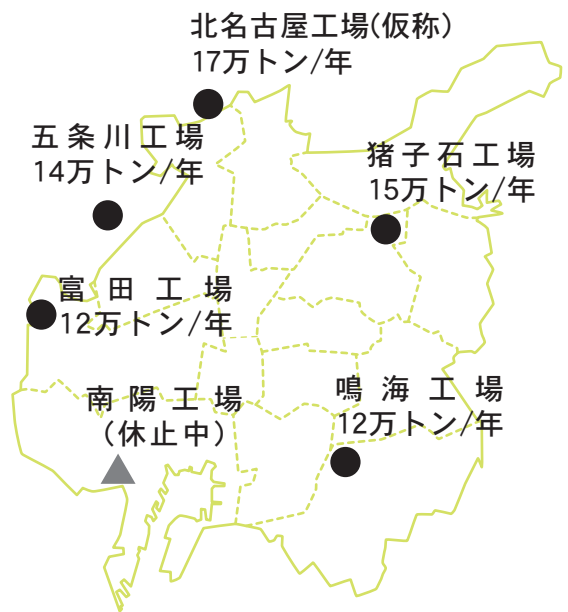 北名古屋工場(仮称)
17万トン/年
五条川工場
14万トン/年
猪子石工場
15万トン/年
富田工場
12万トン/年
南陽工場
(休止中)
鳴海工場
12万トン/年